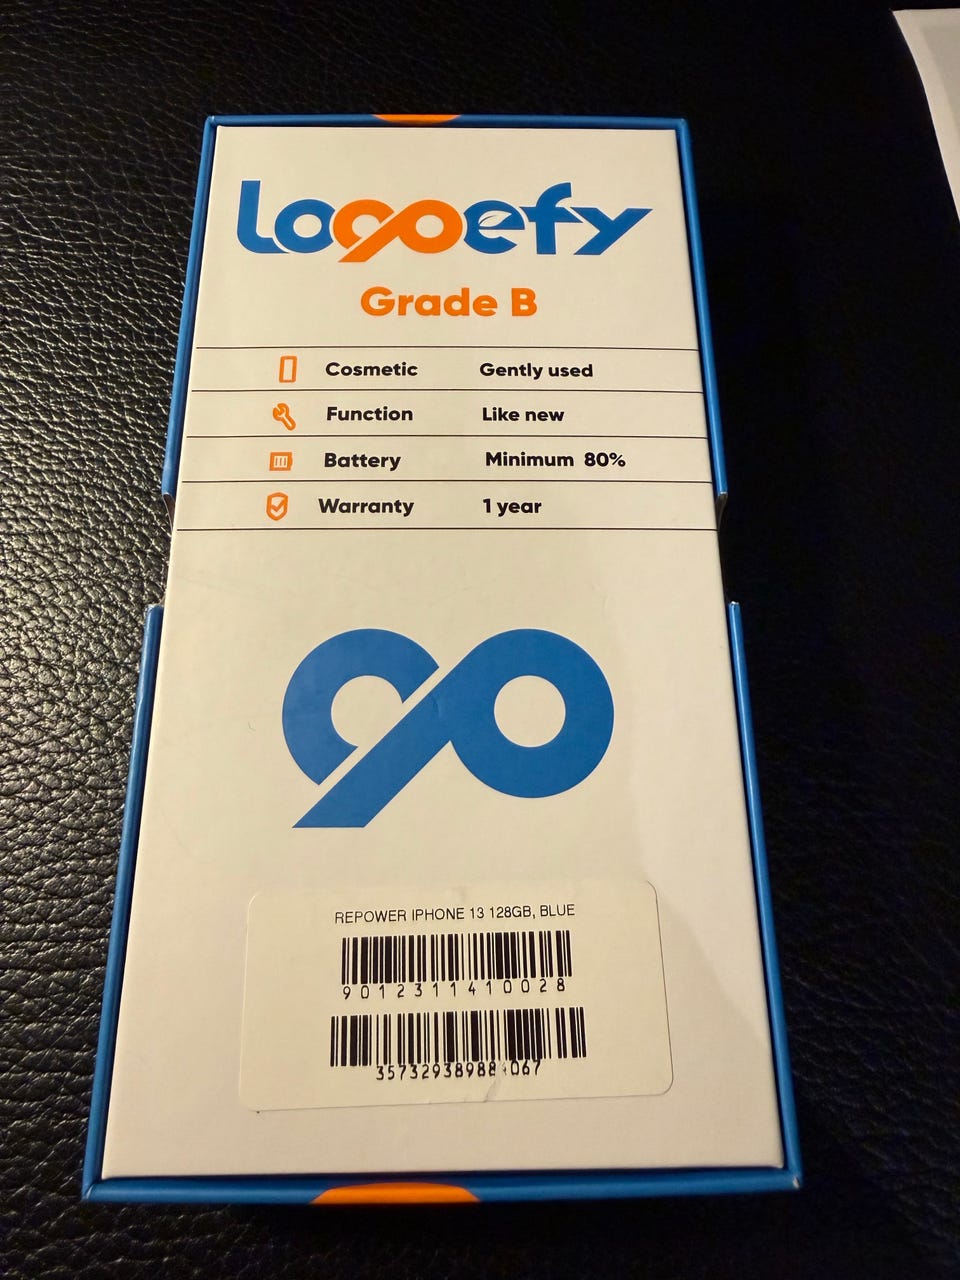 Loopefy
Grade B
Cosmetic Gently used
Function Like new
Battery Minimum 80%
Warranty 1 year
REPOWER IPHONE 13 128GB, BLUE
9012311410028